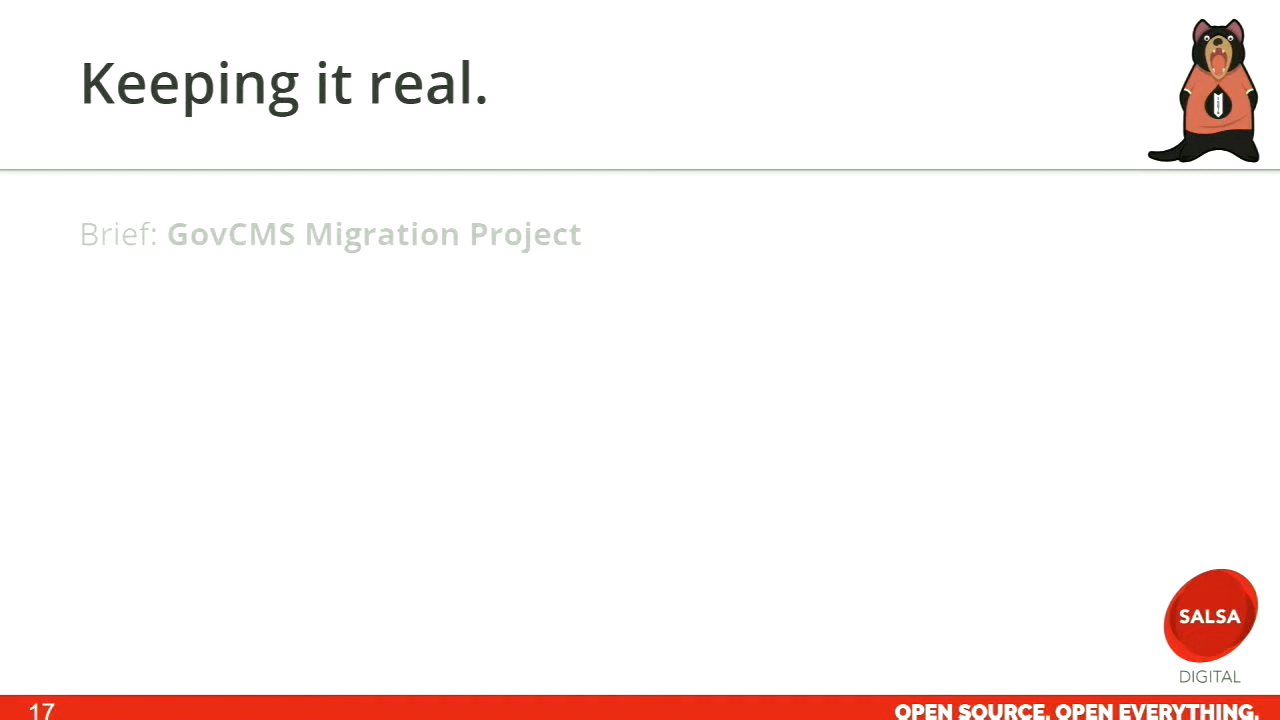 Keeping it real.
Brief: GovCMS Migration Project
SALSA
DIGITAL
17
OPEN SOURCE. OPEN EVERYTHING.